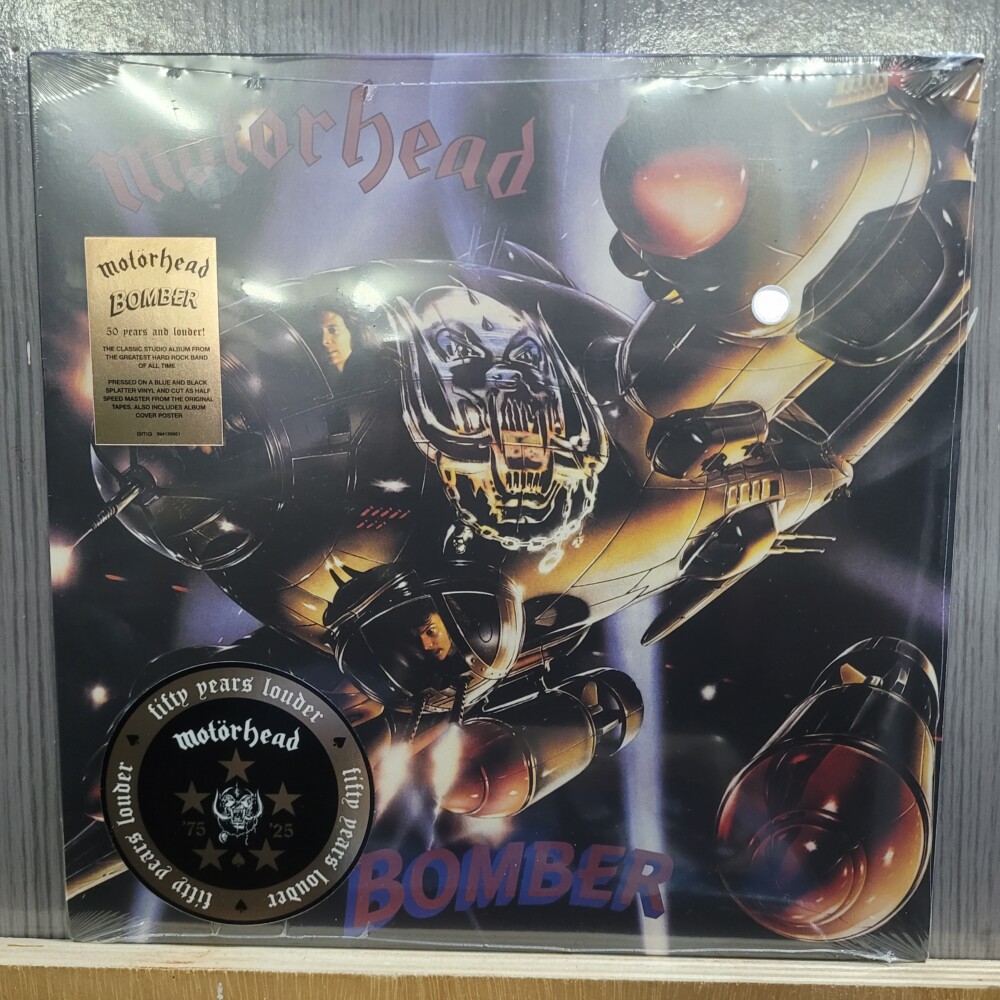 Motörhead
motörhead
BOMBER
50 years and louder!
THE CLASSIC STUDIO ALBUM FROM
THE GREATEST HARD ROCK BAND
OF ALL TIME
PRESSED ON A BLUE AND BLACK
SPLATTER VINYL AND CUT AS HALF
SPEED MASTER FROM THE ORIGINAL
TAPES, ALSO INCLUDES ALBUM
COVER POSTER
BMG
fifty years louder
fifty years louder
fifty years louder
motörhead
'75 '25
BOMBER